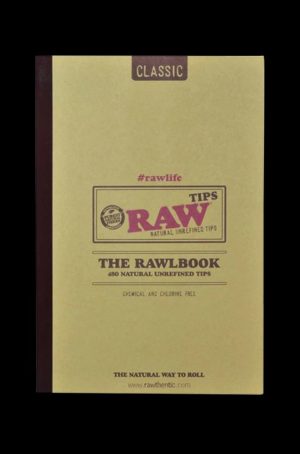 CLASSIC
#rawlife
TIPS
RAW
NATURAL UNREFINED TIPS
THE RAWLBOOK
480 NATURAL UNREFINED TIPS
CHEMICAL AND CHLORINE FREE
THE NATURAL WAY TO ROLL
www.rawthentic.com